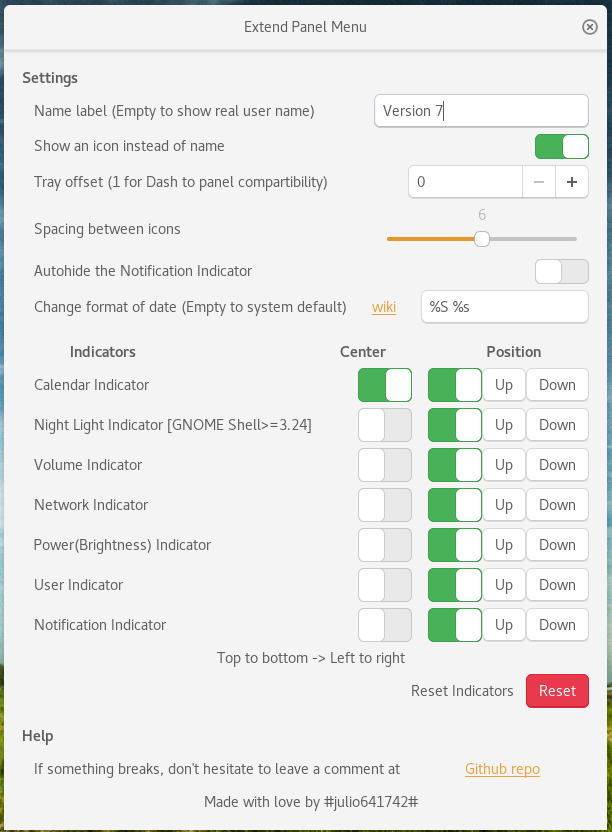 Extend Panel Menu
Settings
Name label (Empty to show real user name) Version 7
Show an icon instead of name
Tray offset (1 for Dash to panel compartibility) 0 − +
6
Spacing between icons
Autohide the Notification Indicator
Change format of date (Empty to system default) wiki %S %s
Indicators Center Position
Calendar Indicator Up Down
Night Light Indicator [GNOME Shell>=3.24] Up Down
Volume Indicator Up Down
Network Indicator Up Down
Power(Brightness) Indicator Up Down
User Indicator Up Down
Notification Indicator Up Down
Top to bottom -> Left to right
Reset Indicators Reset
Help
If something breaks, don't hesitate to leave a comment at Github repo
Made with love by #julio641742#